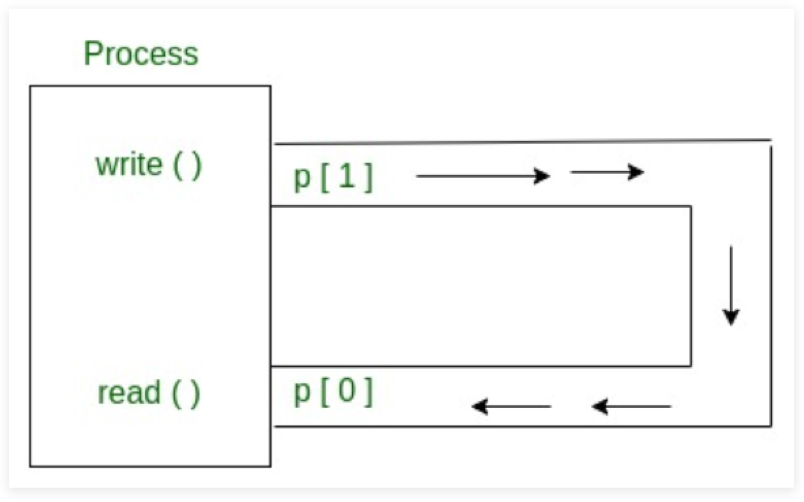 Process
write ( )
p [ 1 ]
read ( )
p [ 0 ]